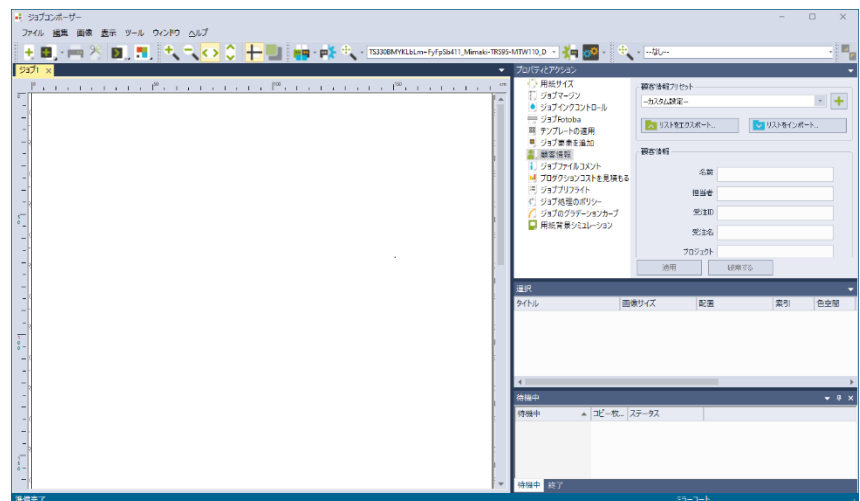 ジョブコンポーザー
ファイル 編集 画像 表示 ツール ウィンドウ ヘルプ
TS330BMYKLbLm+FyFpSb411_Mimaki-TRS95-MTW110_D
--なし--
ジョブ1 ×
プロパティとアクション
用紙サイズ
ジョブマージン
ジョブインクコントロール
ジョブFotoba
テンプレートの適用
ジョブ要素を追加
顧客情報
ジョブファイルコメント
プロダクションコストを見積もる
ジョブプリフライト
ジョブ処理のポリシー
ジョブのグラデーションカーブ
用紙背景シミュレーション
顧客情報プリセット
--カスタム設定--
リストをエクスポート...
リストをインポート...
顧客情報
名前
担当者
受注ID
受注名
プロジェクト
適用
破棄する
選択
タイトル 画像サイズ 配置 索引 色空間
待機中
待機中 コピー枚... ステータス
待機中 終了
準備完了
ミラーコート